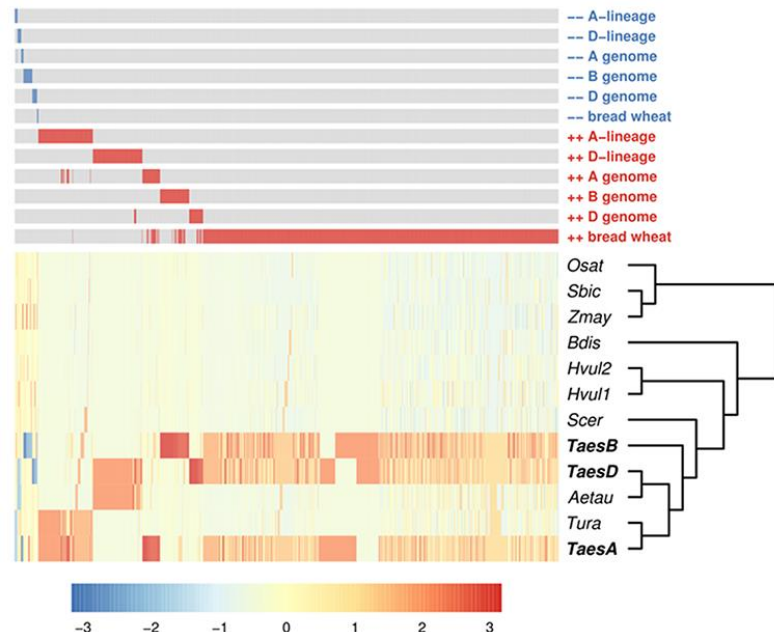 −− A−lineage
−− D−lineage
−− A genome
−− B genome
−− D genome
−− bread wheat
++ A−lineage
++ D−lineage
++ A genome
++ B genome
++ D genome
++ bread wheat
Osat
Sbic
Zmay
Bdis
Hvul2
Hvul1
Scer
TaesB
TaesD
Aetau
Tura
TaesA
−3 −2 −1 0 1 2 3